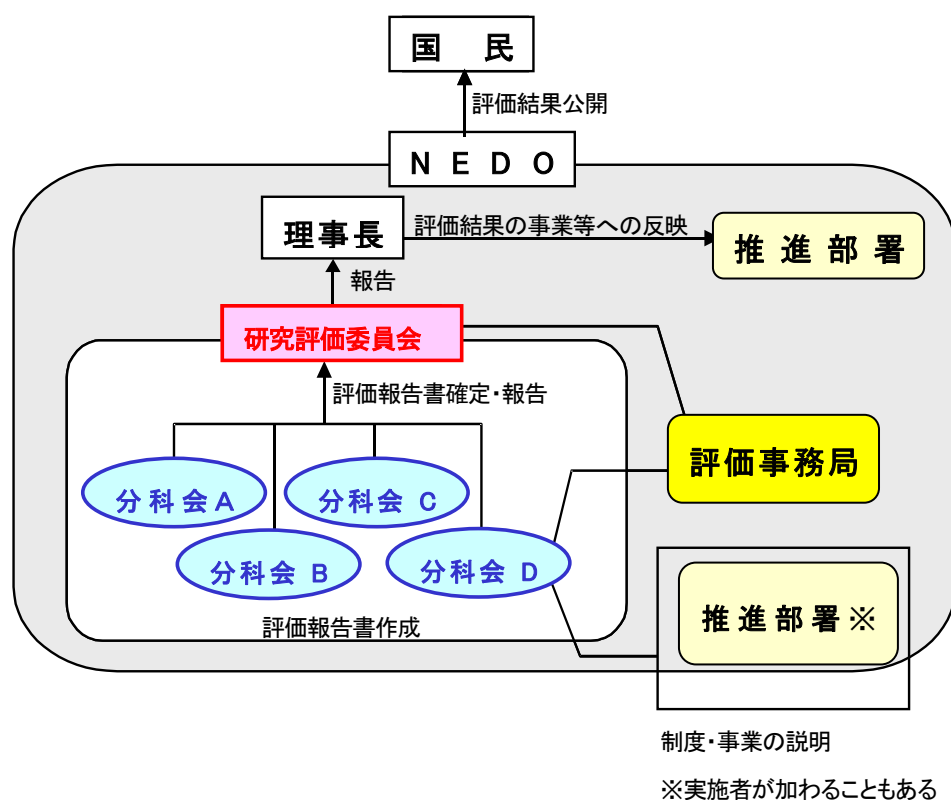 国 民
評価結果公開
N E D O
理事長
評価結果の事業等への反映
推 進 部 署
報告
研究評価委員会
評価報告書確定・報告
評価事務局
分科会A
分科会 C
分科会 B
分科会 D
推進部署※
評価報告書作成
制度・事業の説明
※実施者が加わることもある